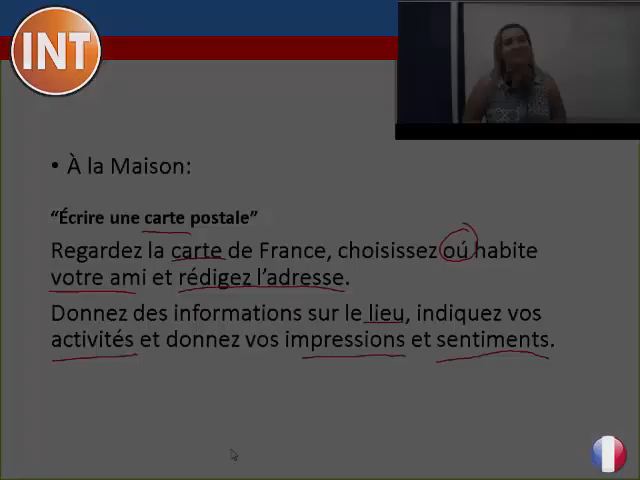 INT
• À la Maison:
“Écrire une carte postale”
Regardez la carte de France, choisissez oú habite
votre ami et rédigez l’adresse.
Donnez des informations sur le lieu, indiquez vos
activités et donnez vos impressions et sentiments.